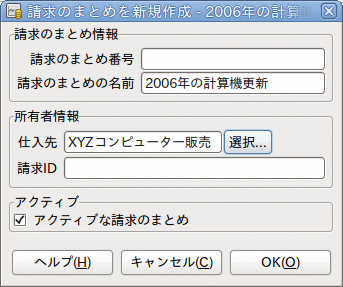 請求のまとめを新規作成 - 2006年の計算機
請求のまとめ情報
請求のまとめ番号
請求のまとめの名前 2006年の計算機更新
所有者情報
仕入先 XYZコンピューター販売 選択...
請求ID
アクティブ
アクティブな請求のまとめ
ヘルプ(H) キャンセル(C) OK(O)